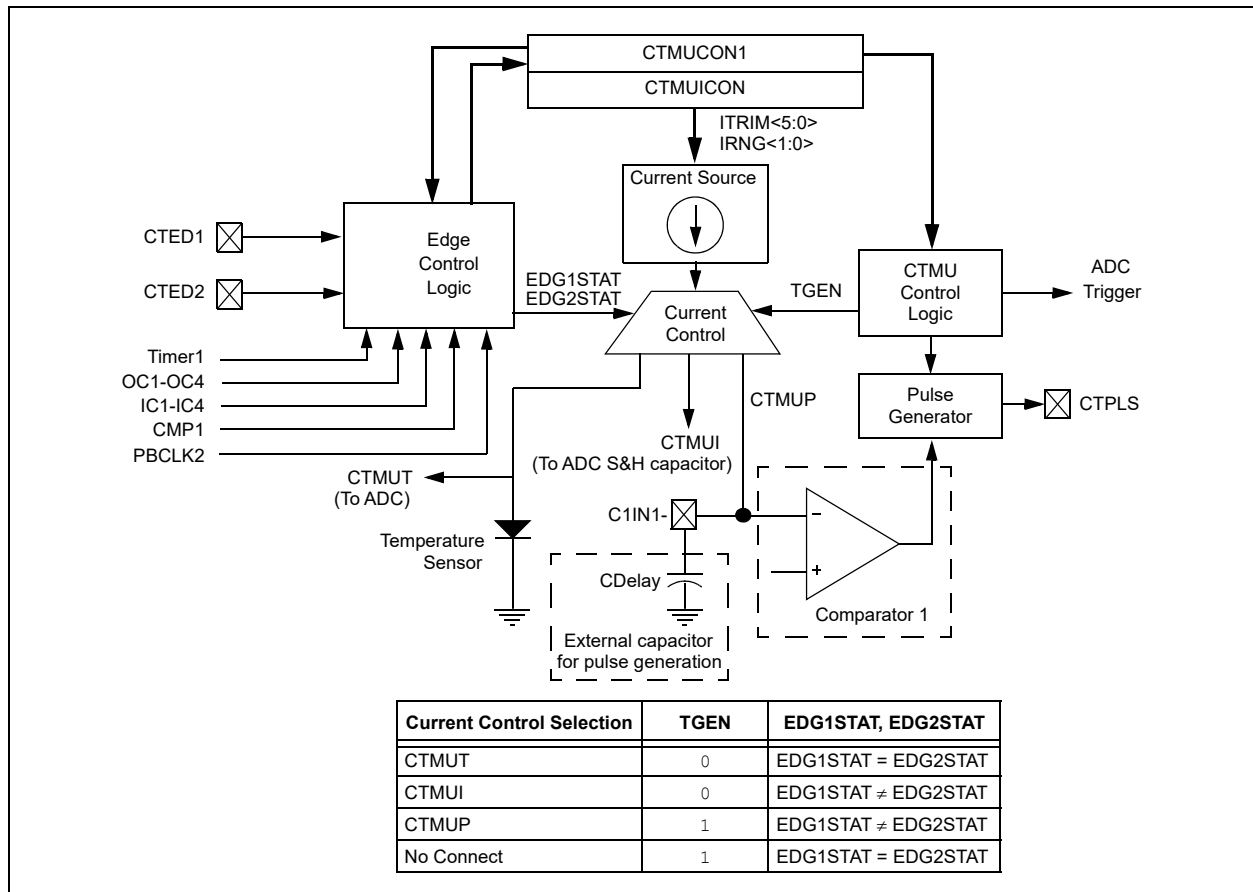 CTMUCON1
CTMUICON
ITRIM<5:0>
IRNG<1:0>
Current Source
CTED1
CTED2
Edge
Control
Logic
EDG1STAT
EDG2STAT
Current
Control
TGEN
CTMU
Control
Logic
ADC
Trigger
Timer1
OC1-OC4
IC1-IC4
CMP1
PBCLK2
CTMUP
Pulse
Generator
CTPLS
CTMUT
(To ADC)
CTMUI
(To ADC S&H capacitor)
C1IN1-
Temperature
Sensor
CDelay
External capacitor
for pulse generation
–
+
Comparator 1
Current Control Selection TGEN EDG1STAT, EDG2STAT
CTMUT 0 EDG1STAT = EDG2STAT
CTMUI 0 EDG1STAT ≠ EDG2STAT
CTMUP 1 EDG1STAT ≠ EDG2STAT
No Connect 1 EDG1STAT = EDG2STAT